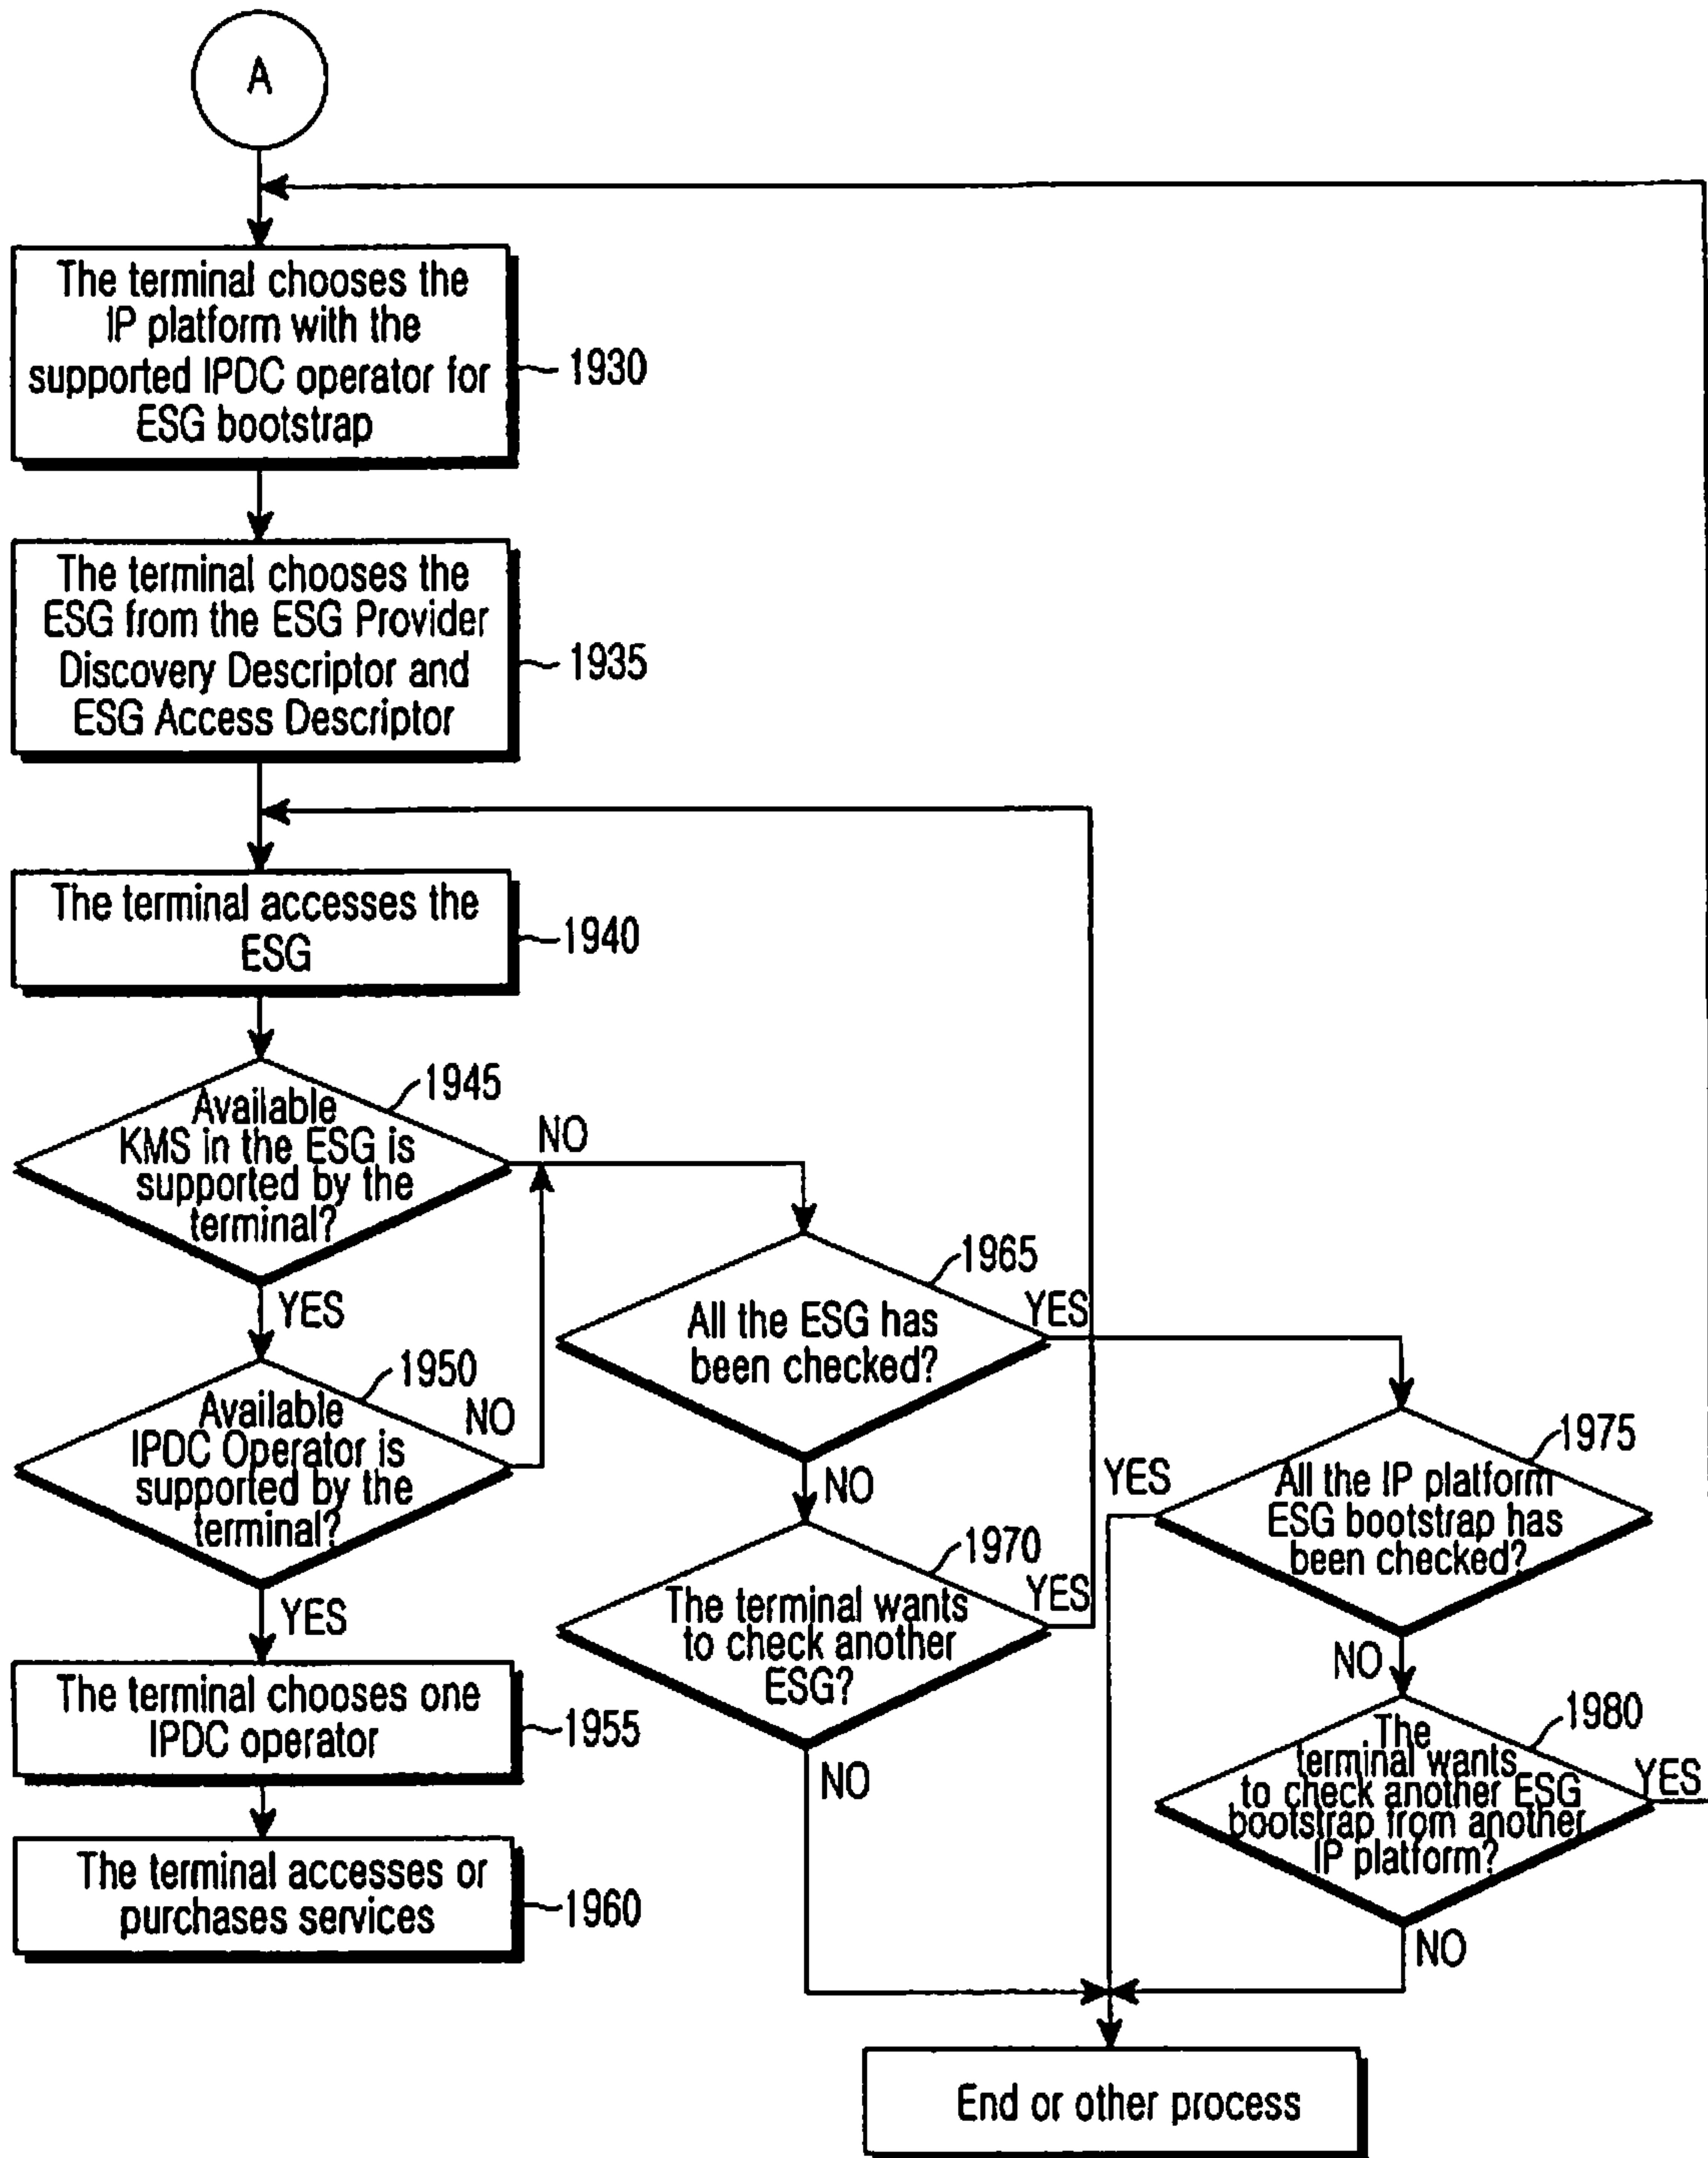 A
The terminal chooses the
IP platform with the
supported IPDC operator for
ESG bootstrap
1930
The terminal chooses the
ESG from the ESG Provider
Discovery Descriptor and
ESG Access Descriptor
1935
The terminal accesses the
ESG
1940
Available
KMS in the ESG is
supported by the
terminal?
1945
NO
YES
Available
IPDC Operator is
supported by the
terminal?
1950
NO
YES
The terminal chooses one
IPDC operator
1955
The terminal accesses or
purchases services
1960
All the ESG has
been checked?
1965
YES
NO
The terminal wants
to check another
ESG?
1970
YES
NO
All the IP platform
ESG bootstrap has
been checked?
1975
YES
NO
The
terminal wants
to check another ESG
bootstrap from another
IP platform?
1980
YES
NO
End or other process